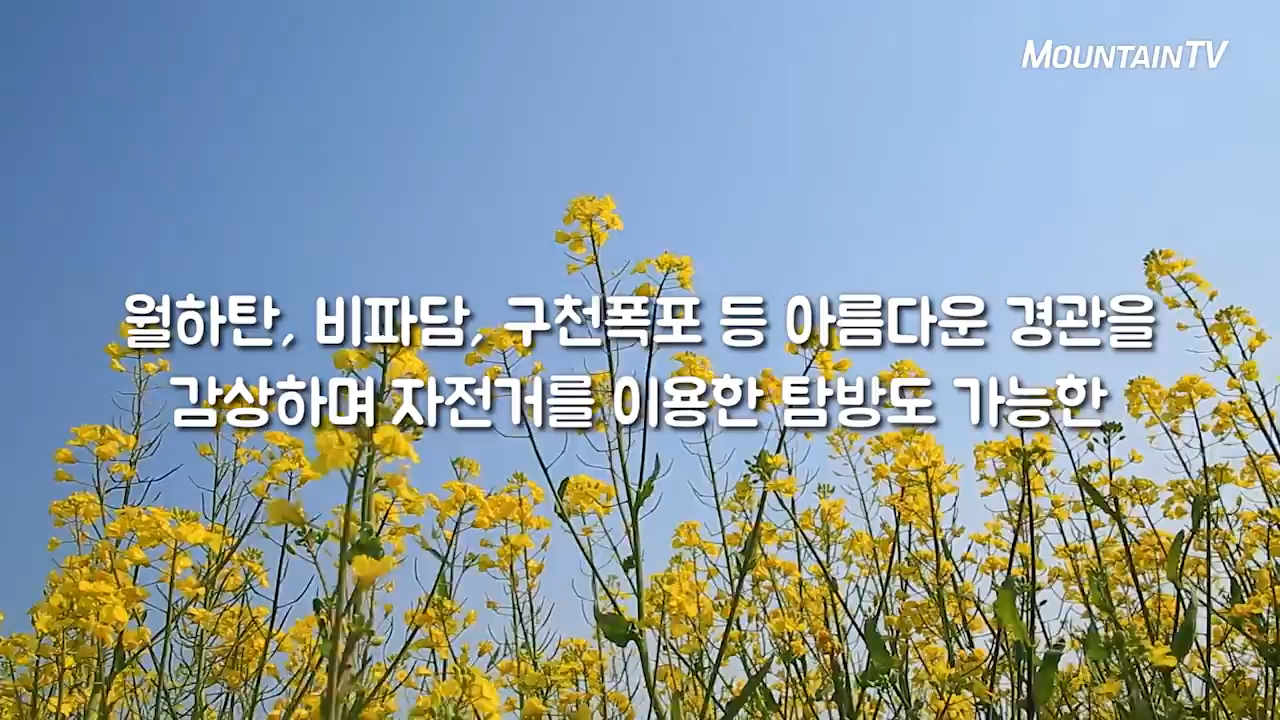 MOUNTAINTV
월하탄, 비파담, 구천폭포 등 아름다운 경관을
감상하며 자전거를 이용한 탐방도 가능한